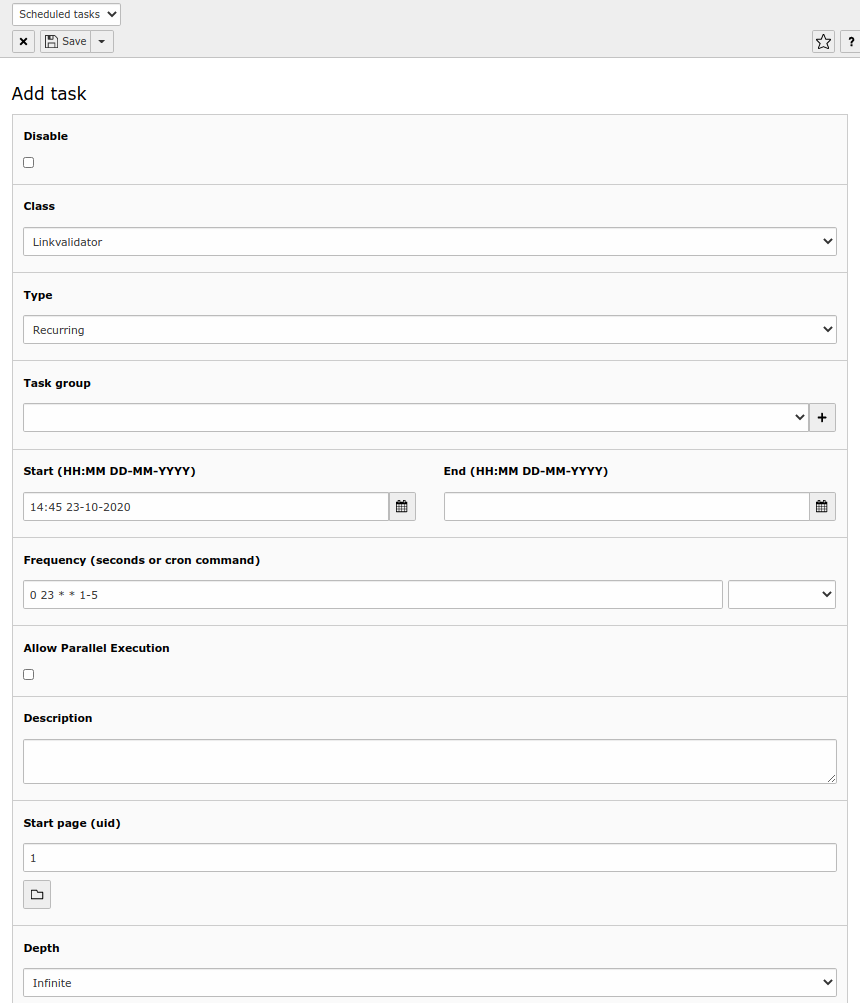 Scheduled tasks
Save
?
Add task
Disable
Class
Linkvalidator
Type
Recurring
Task group
Start (HH:MM DD-MM-YYYY) End (HH:MM DD-MM-YYYY)
14:45 23-10-2020
Frequency (seconds or cron command)
0 23 * * 1-5
Allow Parallel Execution
Description
Start page (uid)
1
Depth
Infinite